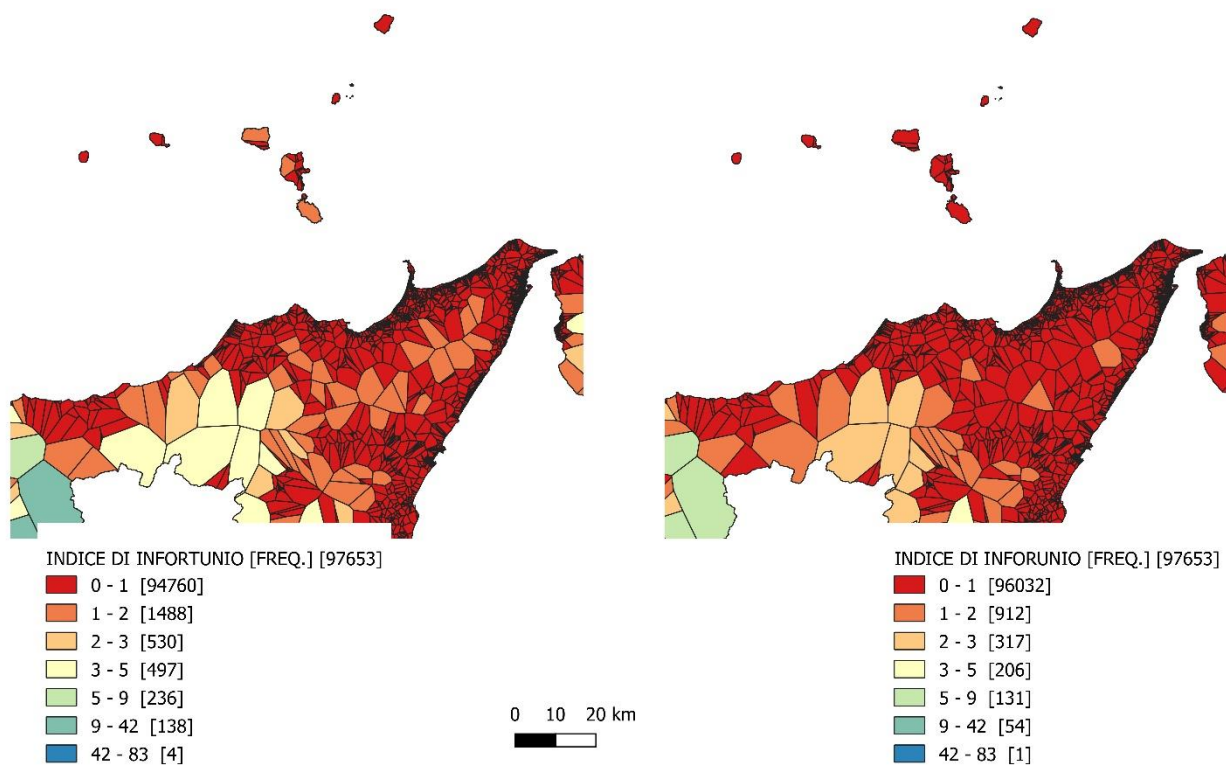 INDICE DI INFORTUNIO [FREQ.] [97653]
0 - 1 [94760]
1 - 2 [1488]
2 - 3 [530]
3 - 5 [497]
5 - 9 [236]
9 - 42 [138]
42 - 83 [4]
0 10 20 km
INDICE DI INFORUNIO [FREQ.] [97653]
0 - 1 [96032]
1 - 2 [912]
2 - 3 [317]
3 - 5 [206]
5 - 9 [131]
9 - 42 [54]
42 - 83 [1]